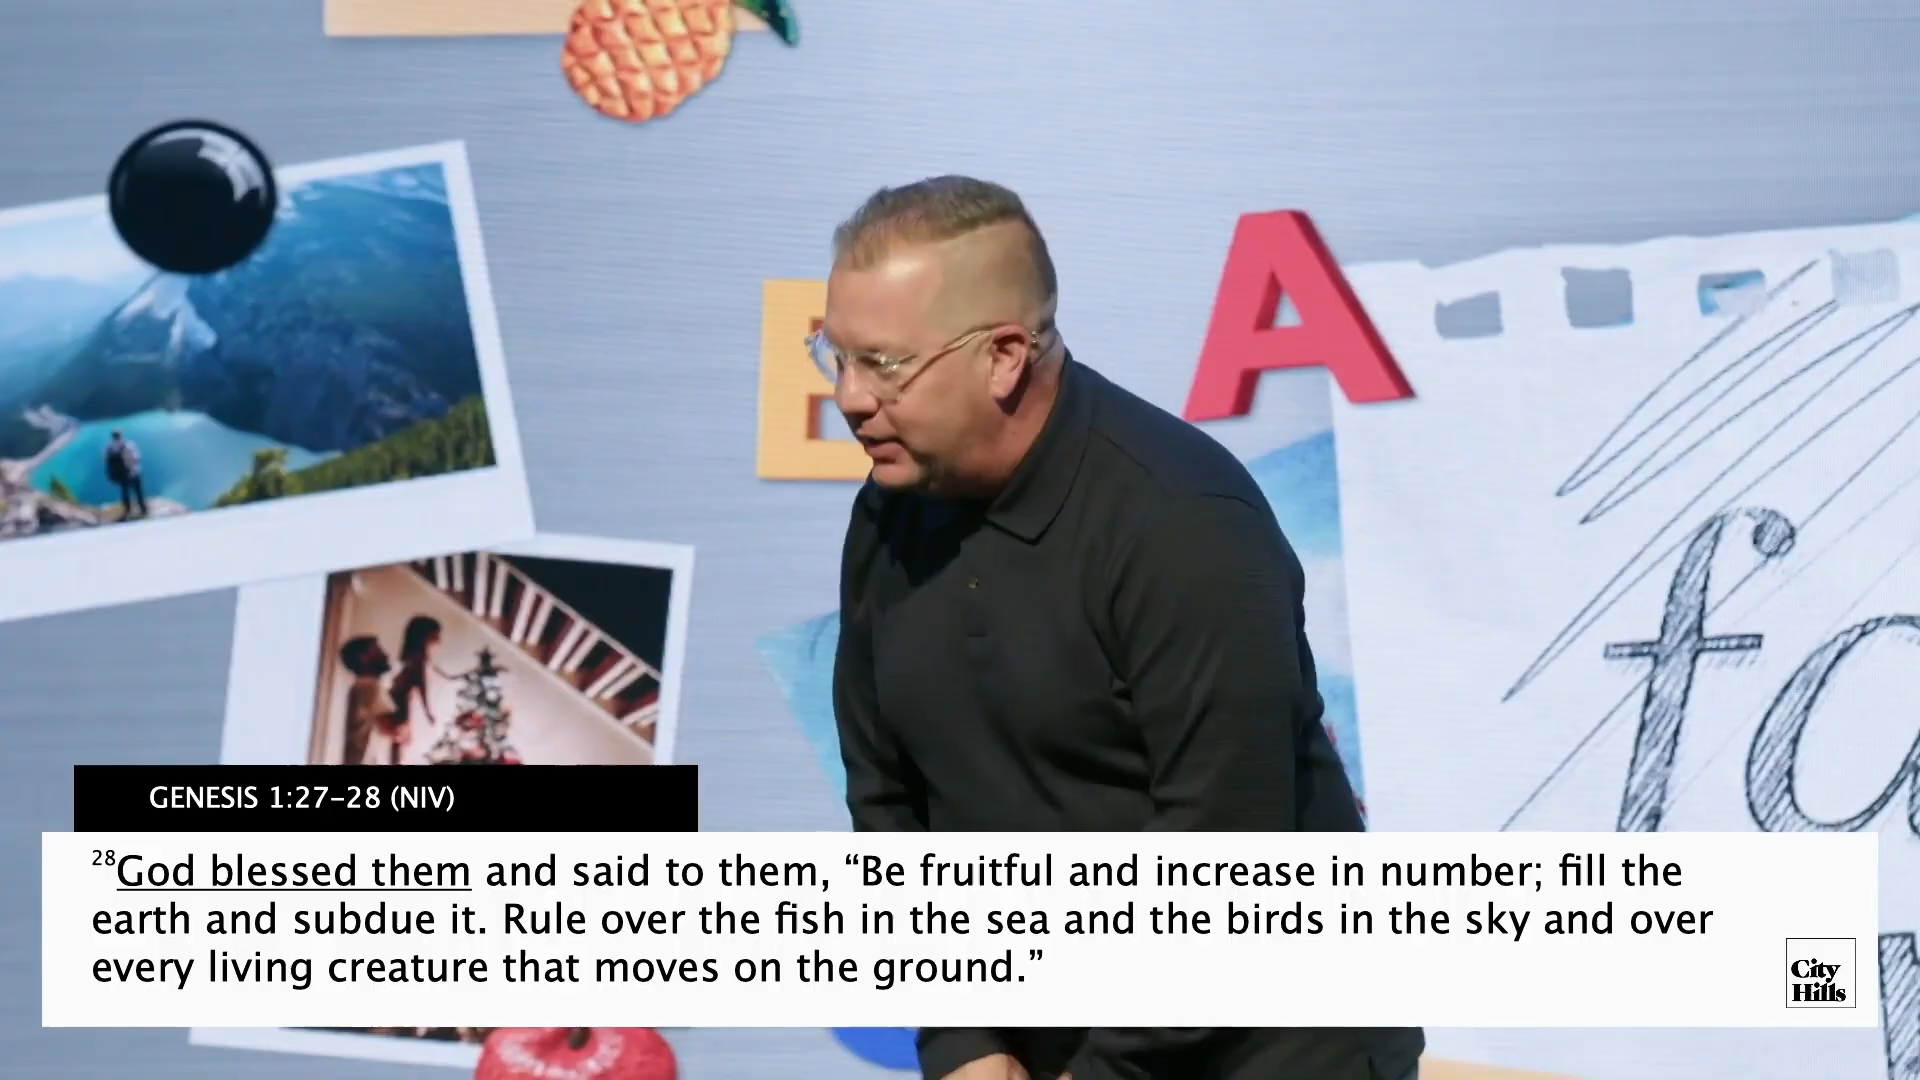 E
A
fa
GENESIS 1:27–28 (NIV)
28God blessed them and said to them, “Be fruitful and increase in number; fill the
earth and subdue it. Rule over the fish in the sea and the birds in the sky and over
every living creature that moves on the ground.”
City
Hills